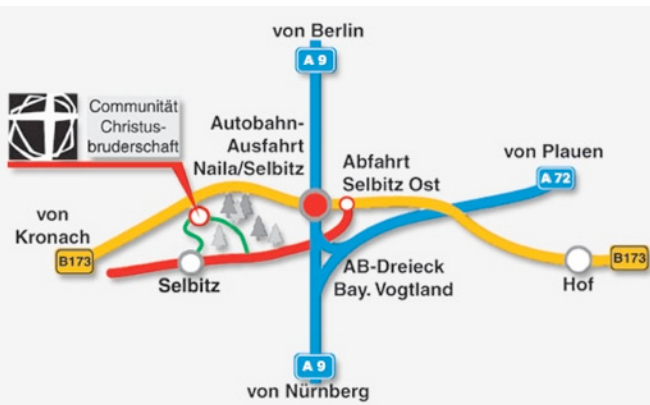 von Berlin
A 9
Communität
Christus-
bruderschaft
Autobahn-
Ausfahrt
Naila/Selbitz
Abfahrt
Selbitz Ost
von Plauen
A 72
von
Kronach
B173
Selbitz
AB-Dreieck
Bay. Vogtland
Hof
B173
A 9
von Nürnberg